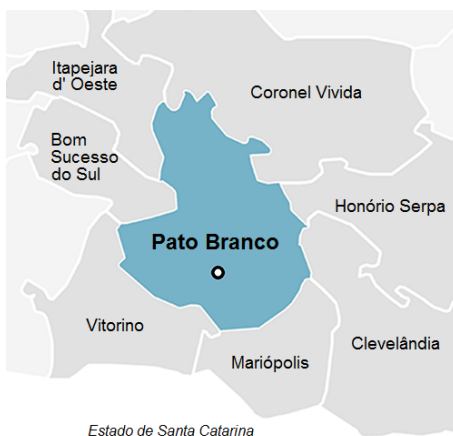 Itapejara
d' Oeste
Coronel Vivida
Bom
Sucesso
do Sul
Honório Serpa
Pato Branco
Vitorino
Clevelândia
Mariópolis
Estado de Santa Catarina